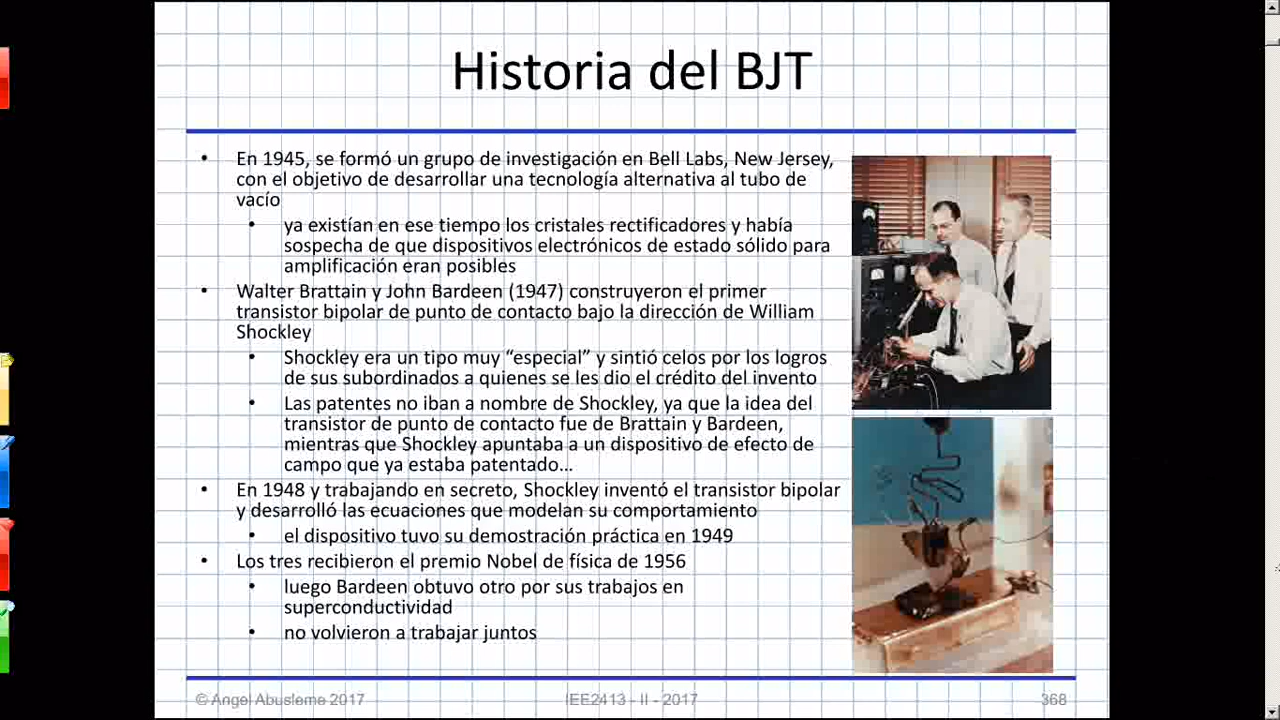 Historia del BJT
• En 1945, se formó un grupo de investigación en Bell Labs, New Jersey,
con el objetivo de desarrollar una tecnología alternativa al tubo de
vacío
• ya existían en ese tiempo los cristales rectificadores y había
sospecha de que dispositivos electrónicos de estado sólido para
amplificación eran posibles
• Walter Brattain y John Bardeen (1947) construyeron el primer
transistor bipolar de punto de contacto bajo la dirección de William
Shockley
• Shockley era un tipo muy “especial” y sintió celos por los logros
de sus subordinados a quienes se les dio el crédito del invento
• Las patentes no iban a nombre de Shockley, ya que la idea del
transistor de punto de contacto fue de Brattain y Bardeen,
mientras que Shockley apuntaba a un dispositivo de efecto de
campo que ya estaba patentado...
• En 1948 y trabajando en secreto, Shockley inventó el transistor bipolar
y desarrolló las ecuaciones que modelan su comportamiento
• el dispositivo tuvo su demostración práctica en 1949
• Los tres recibieron el premio Nobel de física de 1956
• luego Bardeen obtuvo otro por sus trabajos en
superconductividad
• no volvieron a trabajar juntos
© Angel Abusleme 2017 IEE2413 - II - 2017 368